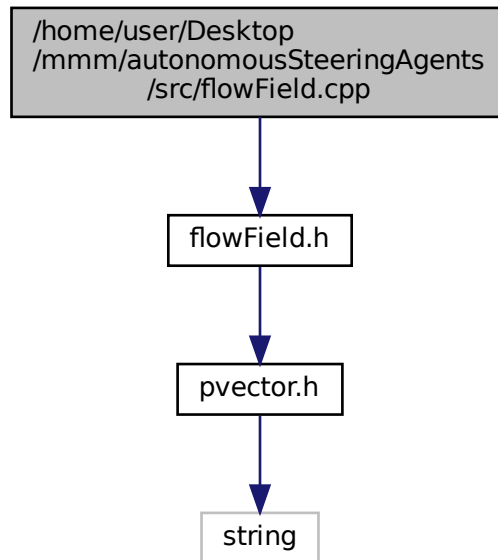 /home/user/Desktop
/mmm/autonomousSteeringAgents
/src/flowField.cpp
flowField.h
pvector.h
string